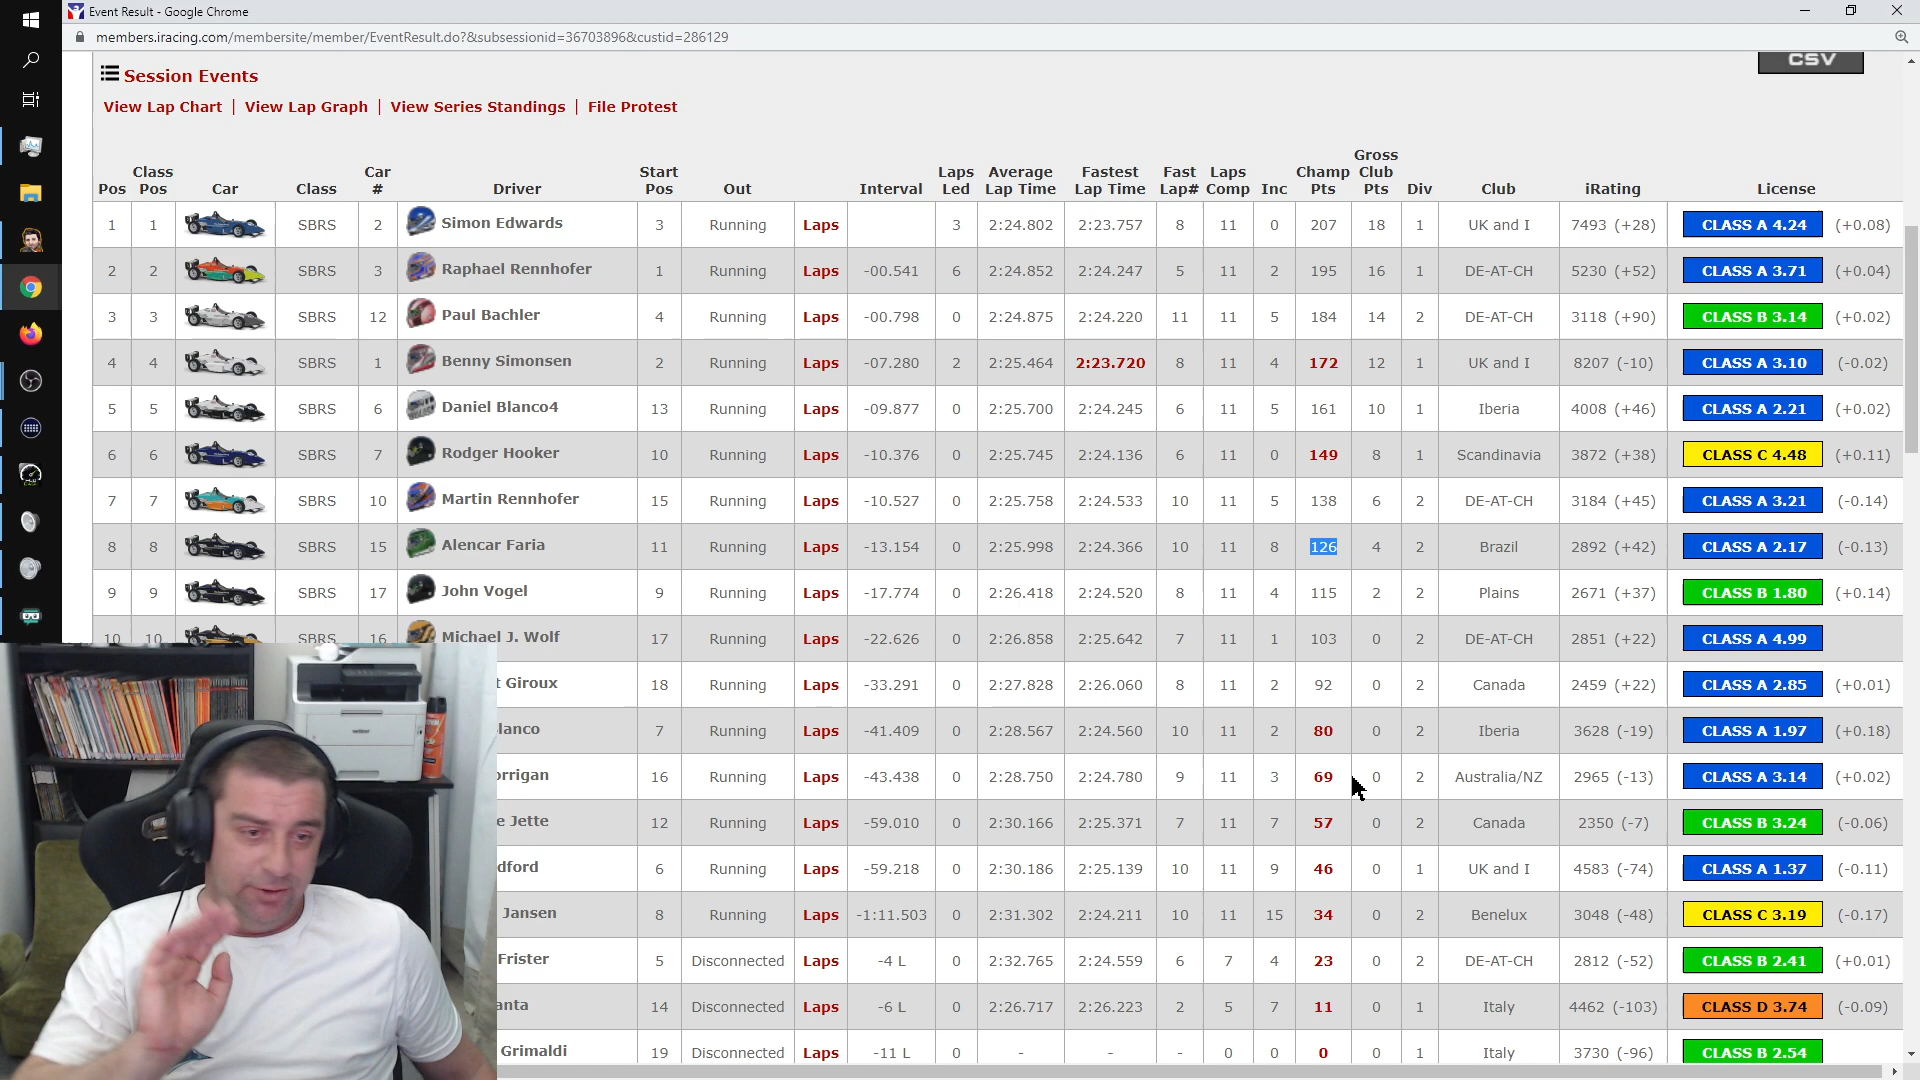 Event Result - Google Chrome
members.iracing.com/membersite/member/EventResult.do?&subsessionid=36703896&custid=286129
CSV
Session Events
View Lap Chart | View Lap Graph | View Series Standings | File Protest
Pos Class Pos Car Class Car # Driver Start Pos Out Interval Laps Led Average Lap Time Fastest Lap Time Fast Lap# Laps Comp Inc Champ Pts Gross Club Pts Div Club iRating License
1 1 SBRS 2 Simon Edwards 3 Running Laps 3 2:24.802 2:23.757 8 11 0 207 18 1 UK and I 7493 (+28) CLASS A 4.24 (+0.08)
2 2 SBRS 3 Raphael Rennhofer 1 Running Laps -00.541 6 2:24.852 2:24.247 5 11 2 195 16 1 DE-AT-CH 5230 (+52) CLASS A 3.71 (+0.04)
3 3 SBRS 12 Paul Bachler 4 Running Laps -00.798 0 2:24.875 2:24.220 11 11 5 184 14 2 DE-AT-CH 3118 (+90) CLASS B 3.14 (+0.02)
4 4 SBRS 1 Benny Simonsen 2 Running Laps -07.280 2 2:25.464 2:23.720 8 11 4 172 12 1 UK and I 8207 (-10) CLASS A 3.10 (-0.02)
5 5 SBRS 6 Daniel Blanco4 13 Running Laps -09.877 0 2:25.700 2:24.245 6 11 5 161 10 1 Iberia 4008 (+46) CLASS A 2.21 (+0.02)
6 6 SBRS 7 Rodger Hooker 10 Running Laps -10.376 0 2:25.745 2:24.136 6 11 0 149 8 1 Scandinavia 3872 (+38) CLASS C 4.48 (+0.11)
7 7 SBRS 10 Martin Rennhofer 15 Running Laps -10.527 0 2:25.758 2:24.533 10 11 5 138 6 2 DE-AT-CH 3184 (+45) CLASS A 3.21 (-0.14)
8 8 SBRS 15 Alencar Faria 11 Running Laps -13.154 0 2:25.998 2:24.366 10 11 8 126 4 2 Brazil 2892 (+42) CLASS A 2.17 (-0.13)
9 9 SBRS 17 John Vogel 9 Running Laps -17.774 0 2:26.418 2:24.520 8 11 4 115 2 2 Plains 2671 (+37) CLASS B 1.80 (+0.14)
10 10 SBRS 16 Michael J. Wolf 17 Running Laps -22.626 0 2:26.858 2:25.642 7 11 1 103 0 2 DE-AT-CH 2851 (+22) CLASS A 4.99
t Giroux 18 Running Laps -33.291 0 2:27.828 2:26.060 8 11 2 92 0 2 Canada 2459 (+22) CLASS A 2.85 (+0.01)
lanco 7 Running Laps -41.409 0 2:28.567 2:24.560 10 11 2 80 0 2 Iberia 3628 (-19) CLASS A 1.97 (+0.18)
orrigan 16 Running Laps -43.438 0 2:28.750 2:24.780 9 11 3 69 0 2 Australia/NZ 2965 (-13) CLASS A 3.14 (+0.02)
e Jette 12 Running Laps -59.010 0 2:30.166 2:25.371 7 11 7 57 0 2 Canada 2350 (-7) CLASS B 3.24 (-0.06)
dford 6 Running Laps -59.218 0 2:30.186 2:25.139 10 11 9 46 0 1 UK and I 4583 (-74) CLASS A 1.37 (-0.11)
Jansen 8 Running Laps -1:11.503 0 2:31.302 2:24.211 10 11 15 34 0 2 Benelux 3048 (-48) CLASS C 3.19 (-0.17)
Frister 5 Disconnected Laps -4 L 0 2:32.765 2:24.559 6 7 4 23 0 2 DE-AT-CH 2812 (-52) CLASS B 2.41 (+0.01)
anta 14 Disconnected Laps -6 L 0 2:26.717 2:26.223 2 5 7 11 0 1 Italy 4462 (-103) CLASS D 3.74 (-0.09)
Grimaldi 19 Disconnected Laps -11 L 0 - - - 0 0 0 0 1 Italy 3730 (-96) CLASS B 2.54